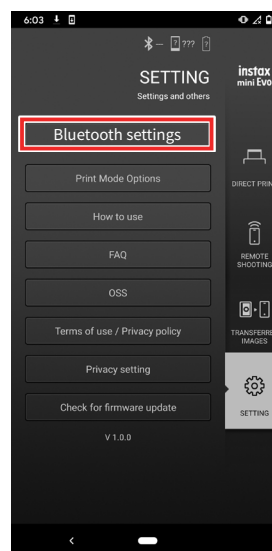 6:03
???
?
SETTING
Settings and others
instax
mini Evo
Bluetooth settings
Print Mode Options
DIRECT PRIN
How to use
FAQ
REMOTE
SHOOTING
OSS
Terms of use / Privacy policy
TRANSFERRE
IMAGES
Privacy setting
Check for firmware update
SETTING
V 1.0.0